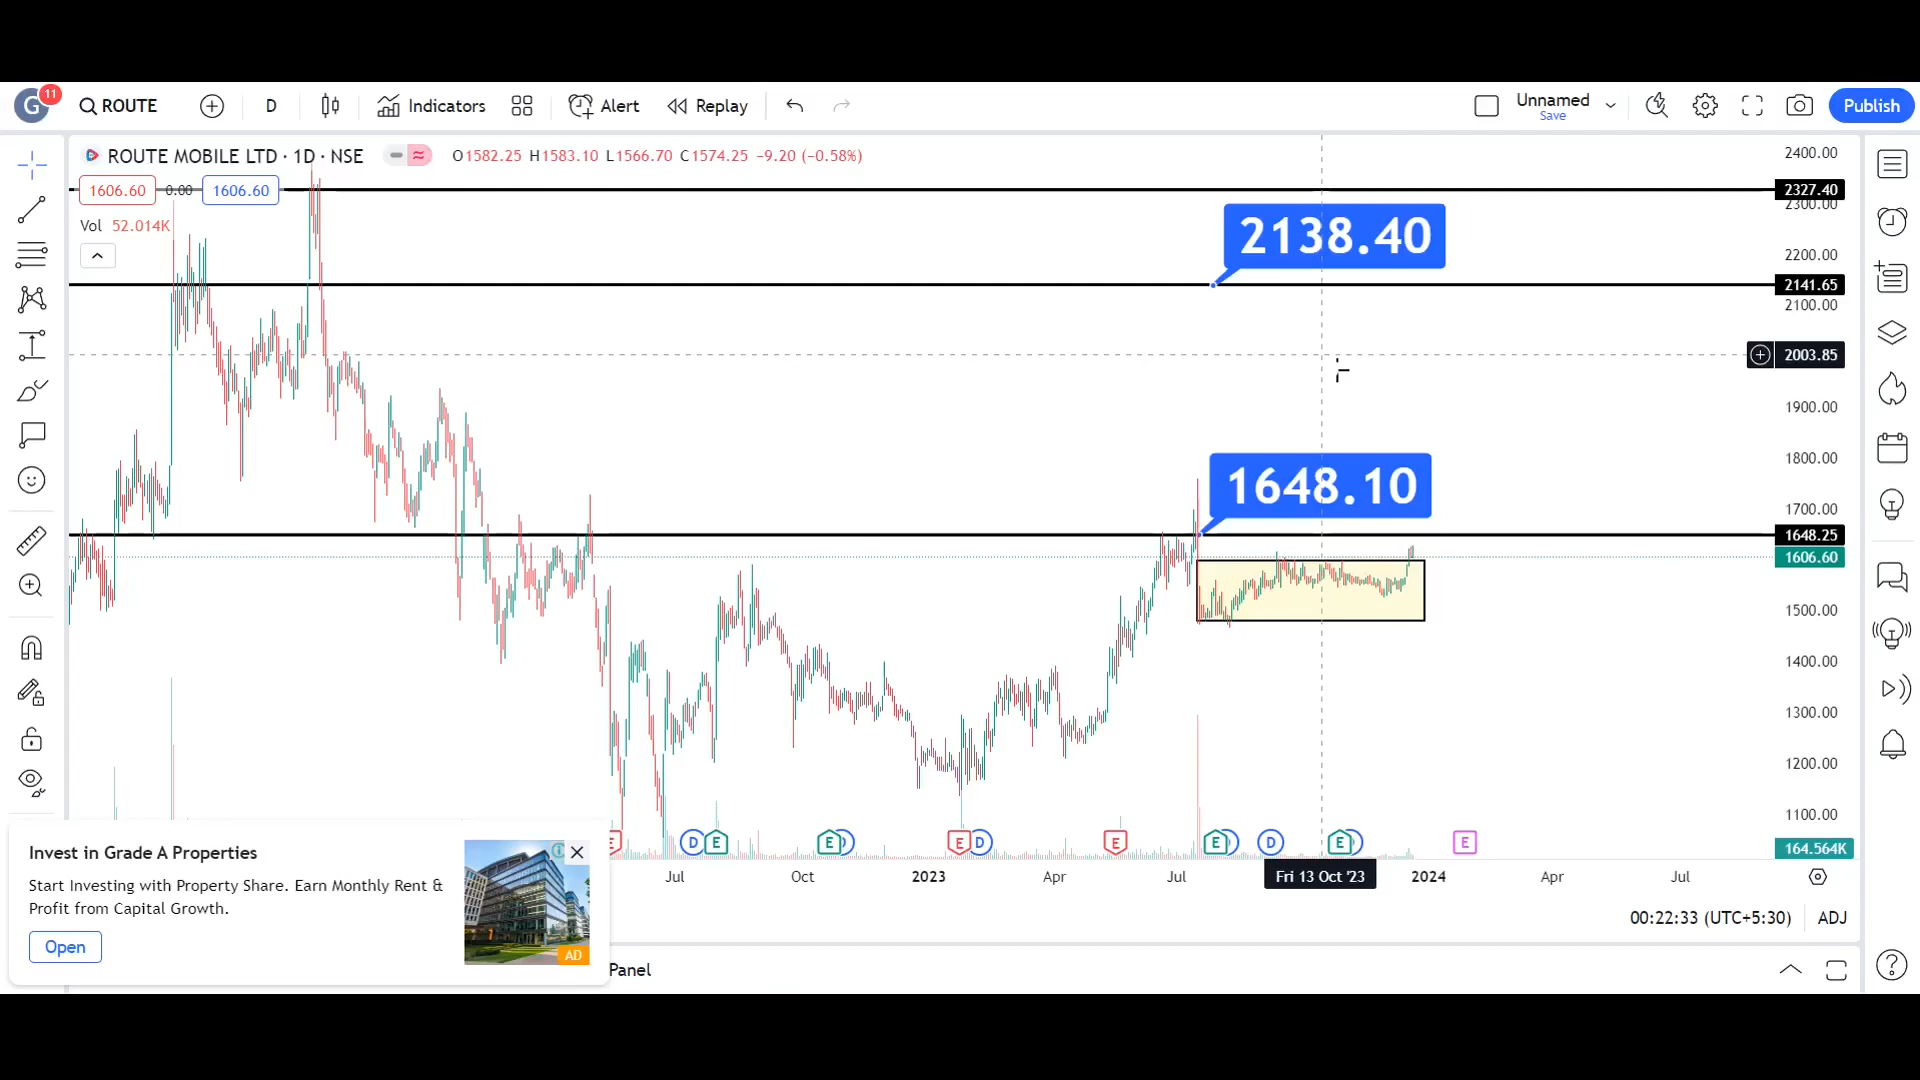 G 11 ROUTE D Indicators Alert Replay Unnamed Save Publish
ROUTE MOBILE LTD · 1D · NSE O1582.25 H1583.10 L1566.70 C1574.25 −9.20 (−0.58%)
1606.60 0.00 1606.60
Vol 52.014K
2138.40
1648.10
2400.00
2327.40
2300.00
2200.00
2141.65
2100.00
2003.85
1900.00
1800.00
1700.00
1648.25
1606.60
1500.00
1400.00
1300.00
1200.00
1100.00
164.564K
E D E E D E D E E D D E D E
Jul Oct 2023 Apr Jul Fri 13 Oct '23 2024 Apr Jul
00:22:33 (UTC+5:30) ADJ
Panel
Invest in Grade A Properties
Start Investing with Property Share. Earn Monthly Rent &
Profit from Capital Growth.
Open
AD